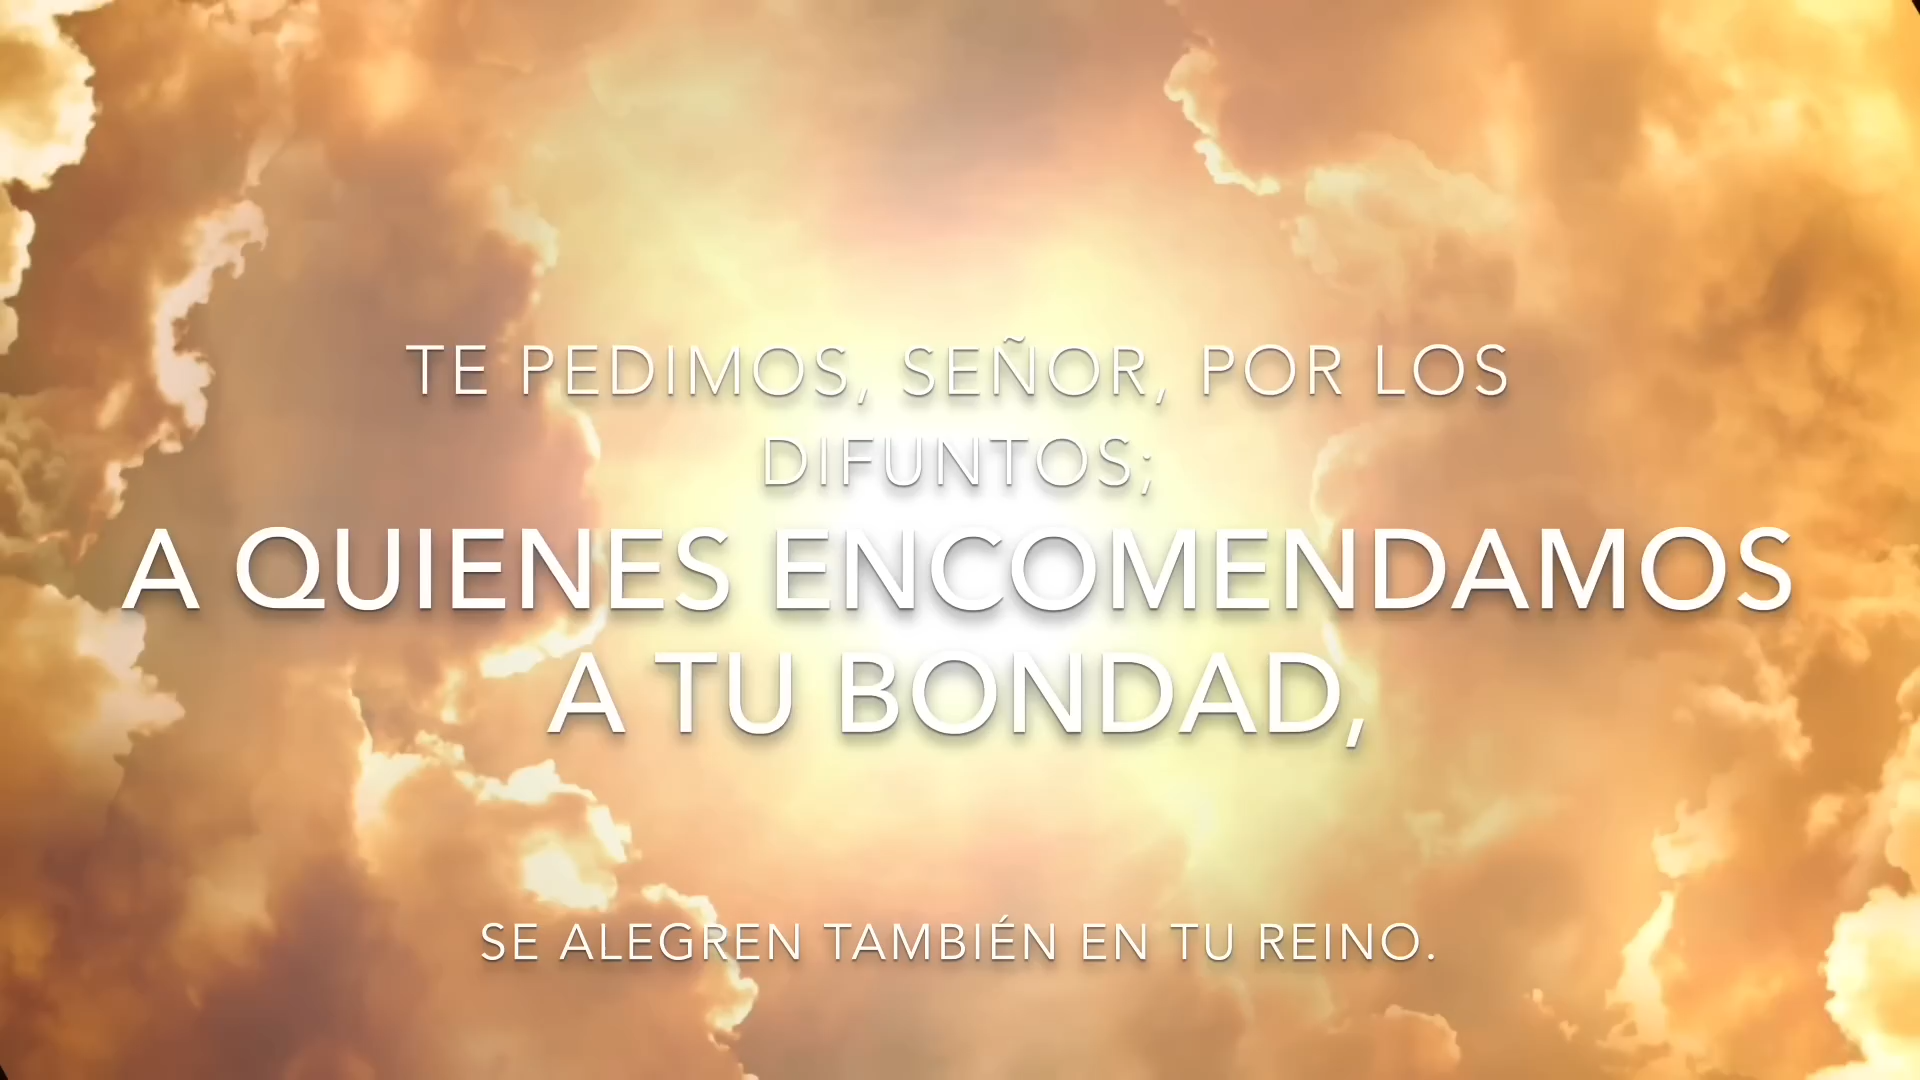 TE PEDIMOS, SEÑOR, POR LOS
DIFUNTOS;
A QUIENES ENCOMENDAMOS
A TU BONDAD,
SE ALEGREN TAMBIÉN EN TU REINO.